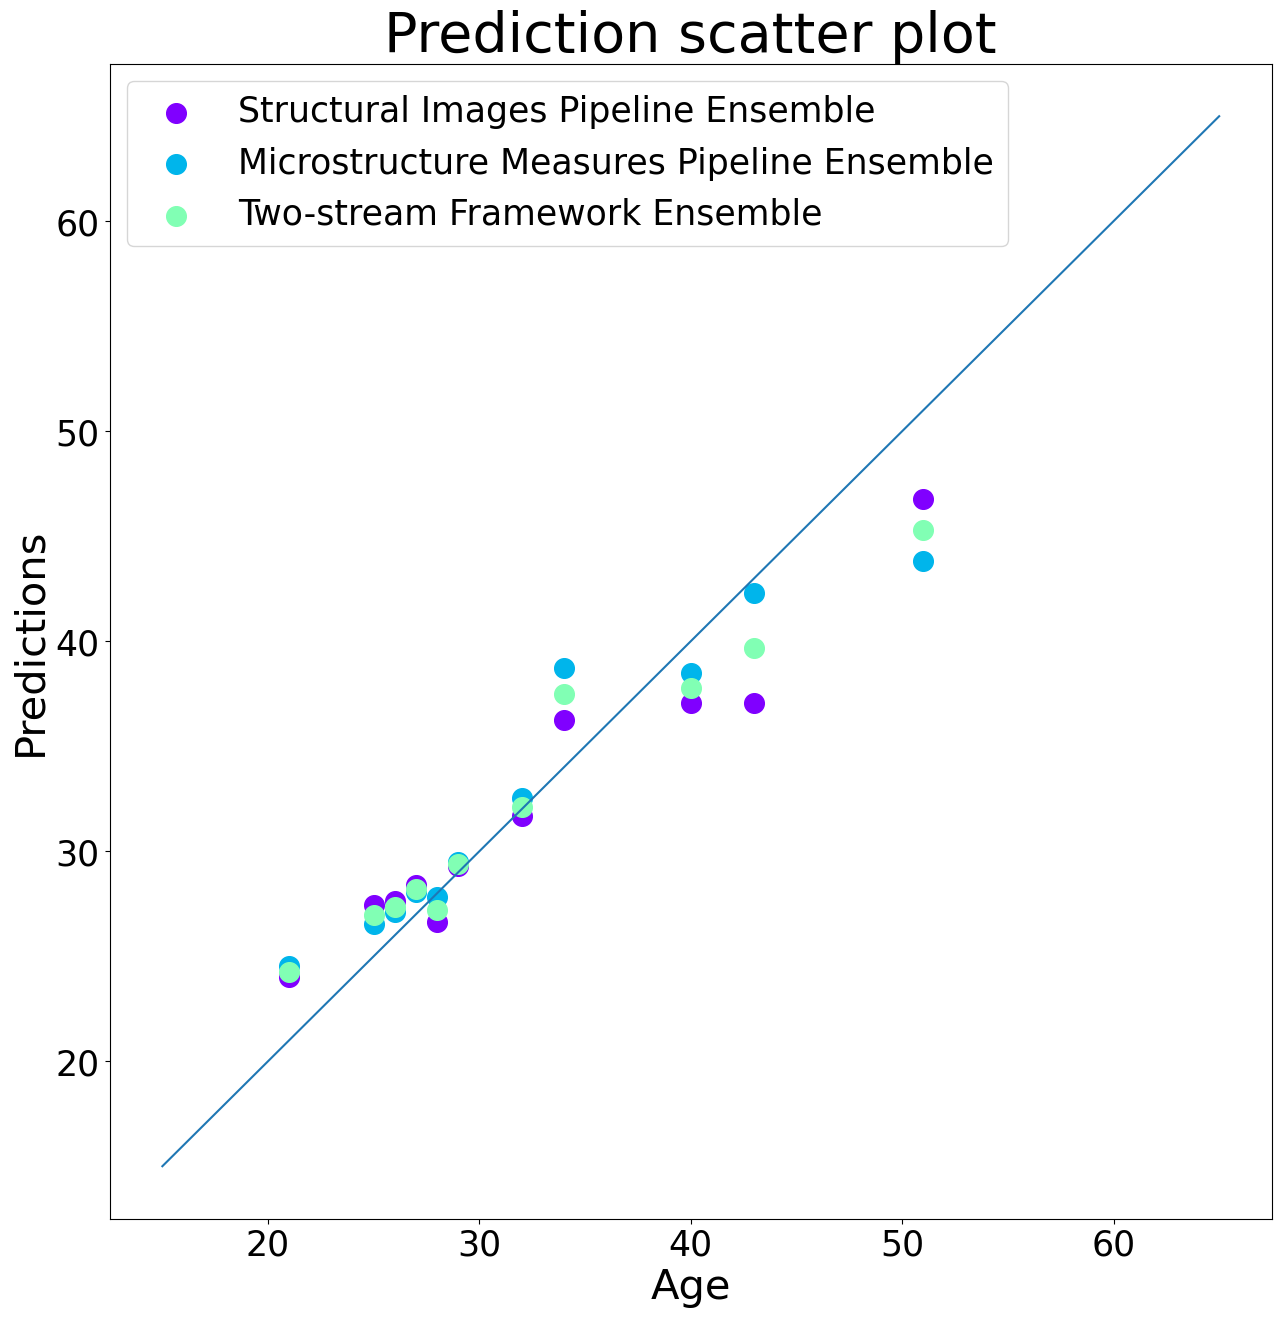 Prediction scatter plot
Structural Images Pipeline Ensemble
Microstructure Measures Pipeline Ensemble
Two-stream Framework Ensemble
60
50
40
30
20
Predictions
20 30 40 50 60
Age